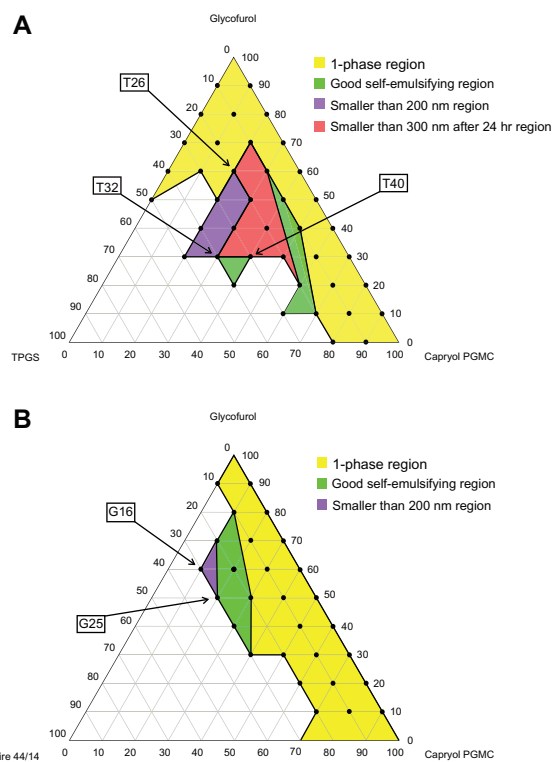 Glycofurol
A
0 100
1-phase region
10 90
Good self-emulsifying region
T26
Smaller than 200 nm region
20 80
Smaller than 300 nm after 24 hr region
30 70
40 60
T32
T40
50 50
60 40
70 30
80 20
90 10
100 0
TPGS
0 10 20 30 40 50 60 70 80 90 100
Capryol PGMC
Glycofurol
B
0 100
1-phase region
10 90
Good self-emulsifying region
Smaller than 200 nm region
20 80
G16
30 70
40 60
50 50
G25
60 40
70 30
80 20
90 10
100 0
ire 44/14
0 10 20 30 40 50 60 70 80 90 100
Capryol PGMC